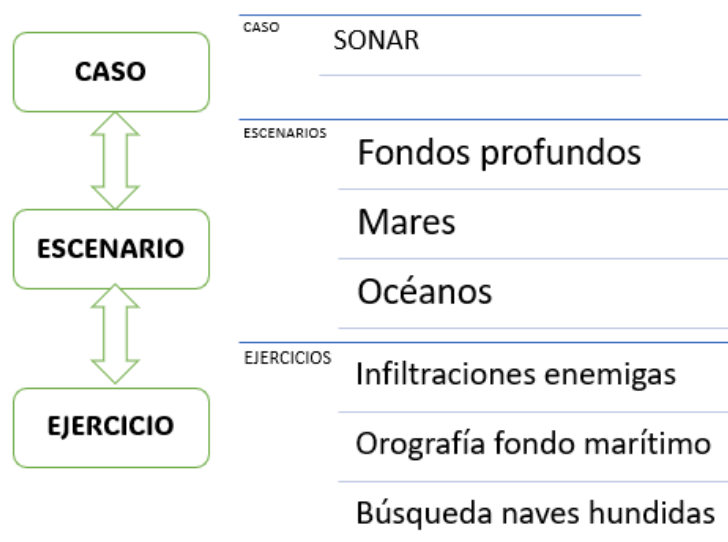 CASO
ESCENARIO
EJERCICIO
CASO
SONAR
ESCENARIOS
Fondos profundos
Mares
Océanos
EJERCICIOS
Infiltraciones enemigas
Orografía fondo marítimo
Búsqueda naves hundidas